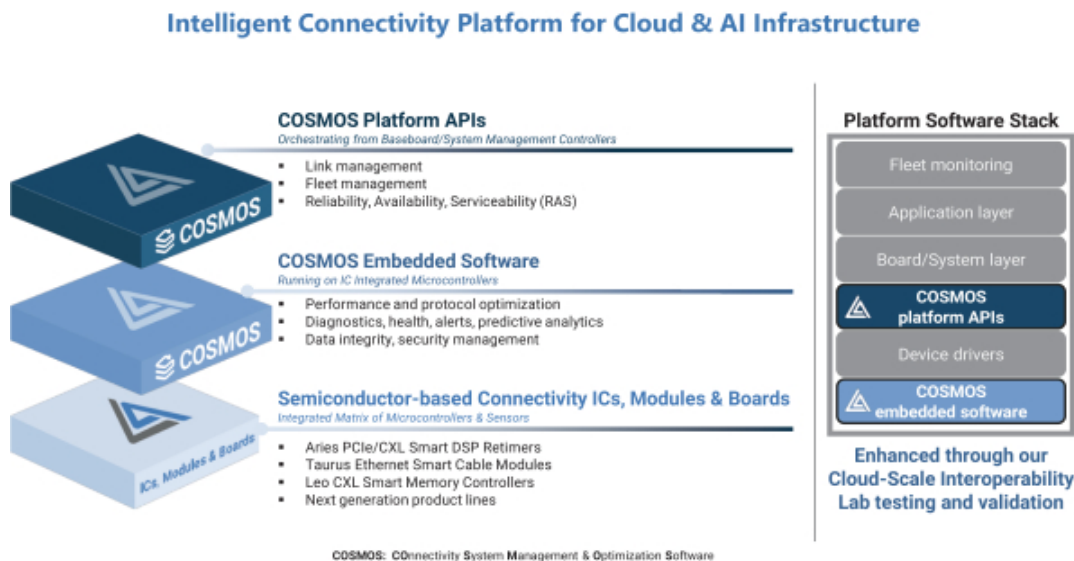 Intelligent Connectivity Platform for Cloud & AI Infrastructure
COSMOS Platform APIs
Orchestrating from Baseboard/System Management Controllers
▪ Link management
▪ Fleet management
▪ Reliability, Availability, Serviceability (RAS)
COSMOS
COSMOS Embedded Software
Running on IC Integrated Microcontrollers
▪ Performance and protocol optimization
▪ Diagnostics, health, alerts, predictive analytics
▪ Data integrity, security management
COSMOS
Semiconductor-based Connectivity ICs, Modules & Boards
Integrated Matrix of Microcontrollers & Sensors
▪ Aries PCIe/CXL Smart DSP Retimers
▪ Taurus Ethernet Smart Cable Modules
▪ Leo CXL Smart Memory Controllers
▪ Next generation product lines
ICs, Modules & Boards
Platform Software Stack
Fleet monitoring
Application layer
Board/System layer
COSMOS
platform APIs
Device drivers
COSMOS
embedded software
Enhanced through our
Cloud-Scale Interoperability
Lab testing and validation
COSMOS: COnnectivity System Management & Optimization Software